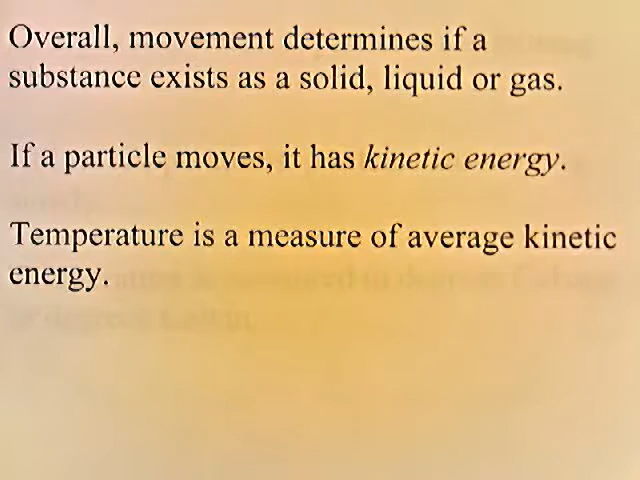 Overall, movement determines if a
substance exists as a solid, liquid or gas.
If a particle moves, it has kinetic energy.
Temperature is a measure of average kinetic
energy.